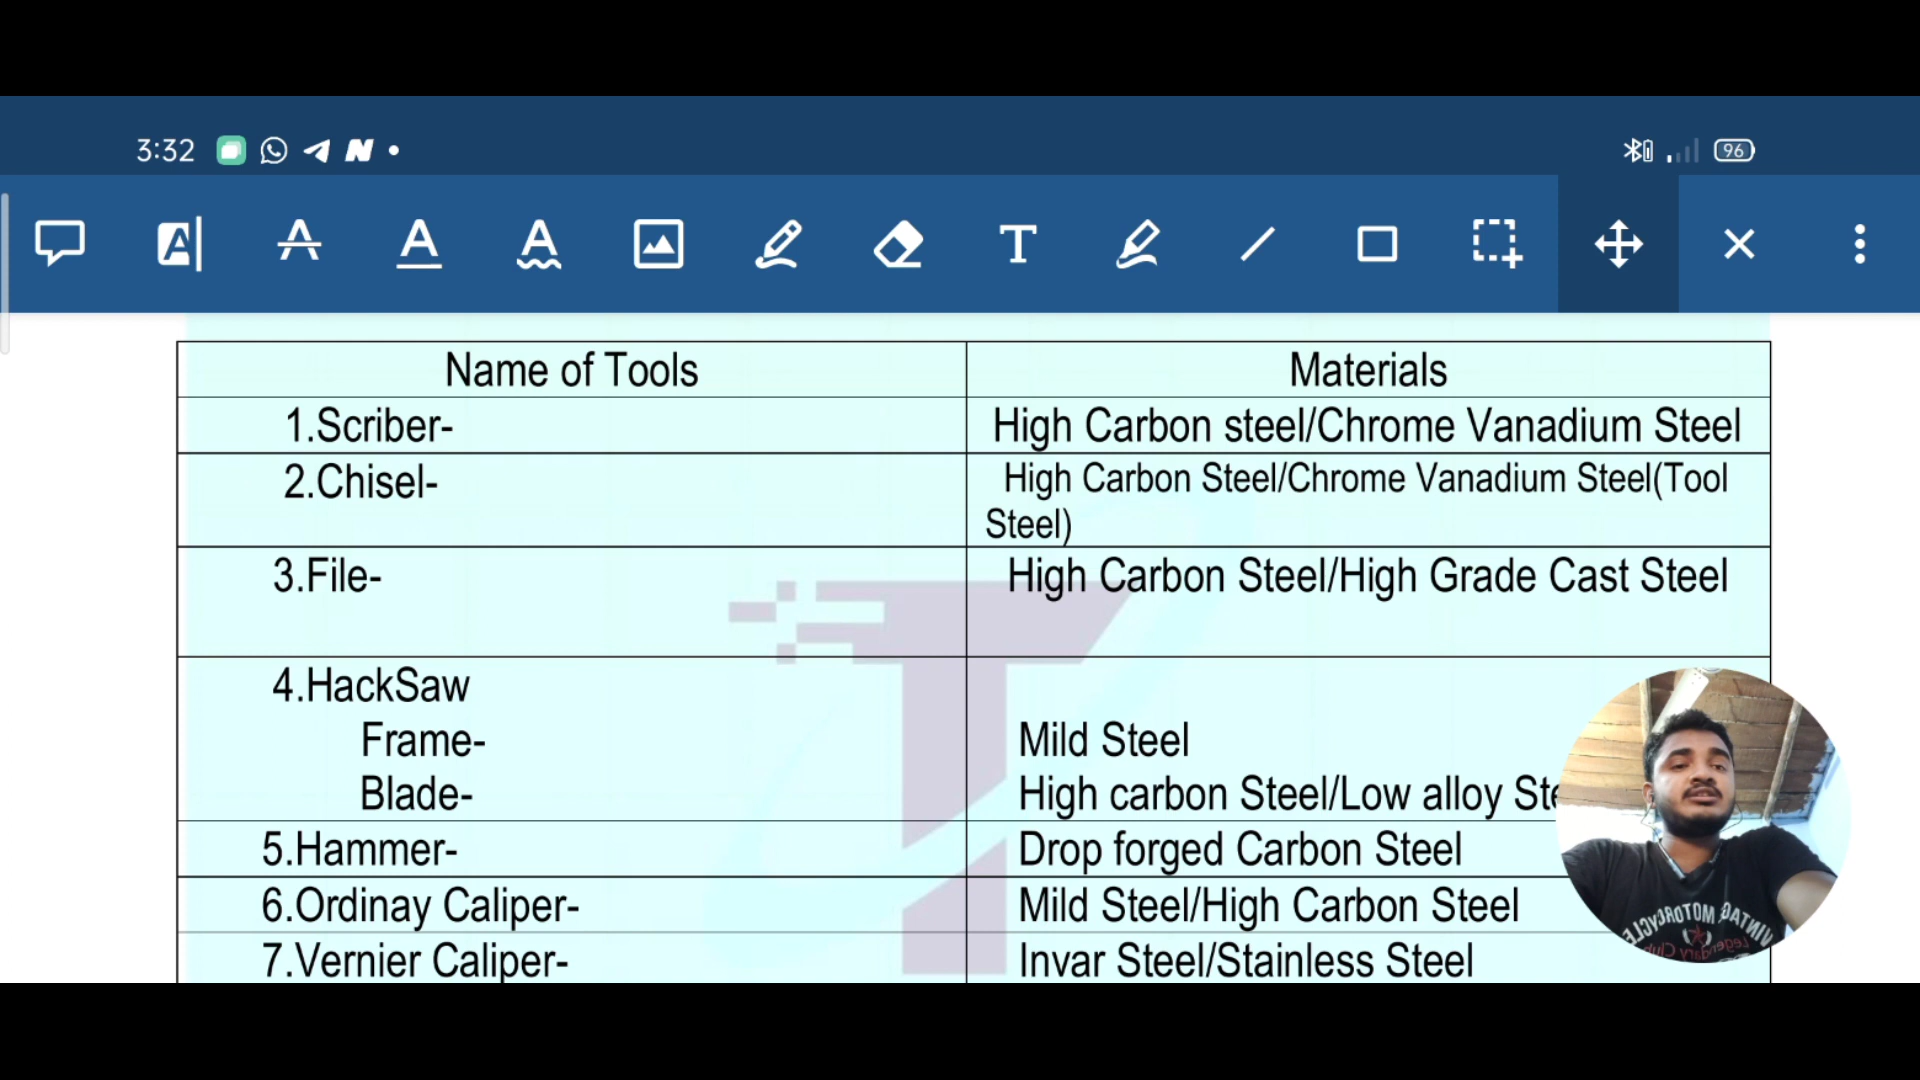 3:32
96
Name of Tools
Materials
1.Scriber-
High Carbon steel/Chrome Vanadium Steel
2.Chisel-
High Carbon Steel/Chrome Vanadium Steel(Tool
Steel)
3.File-
High Carbon Steel/High Grade Cast Steel
4.HackSaw
Frame-
Mild Steel
Blade-
High carbon Steel/Low alloy
5.Hammer-
Drop forged Carbon Steel
6.Ordinay Caliper-
Mild Steel/High Carbon Steel
7.Vernier Caliper-
Invar Steel/Stainless Steel